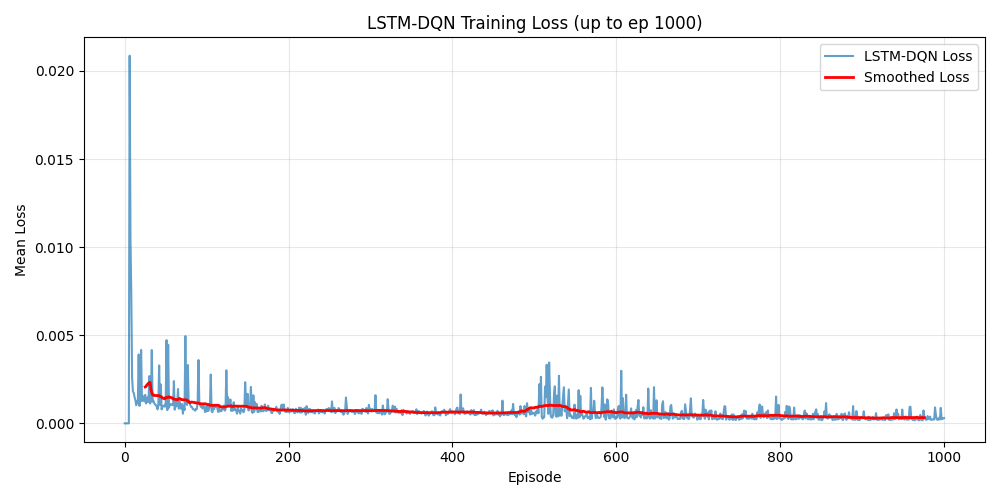 LSTM-DQN Training Loss (up to ep 1000)
LSTM-DQN Loss
Smoothed Loss
Mean Loss
0.020
0.015
0.010
0.005
0.000
0 200 400 600 800 1000
Episode